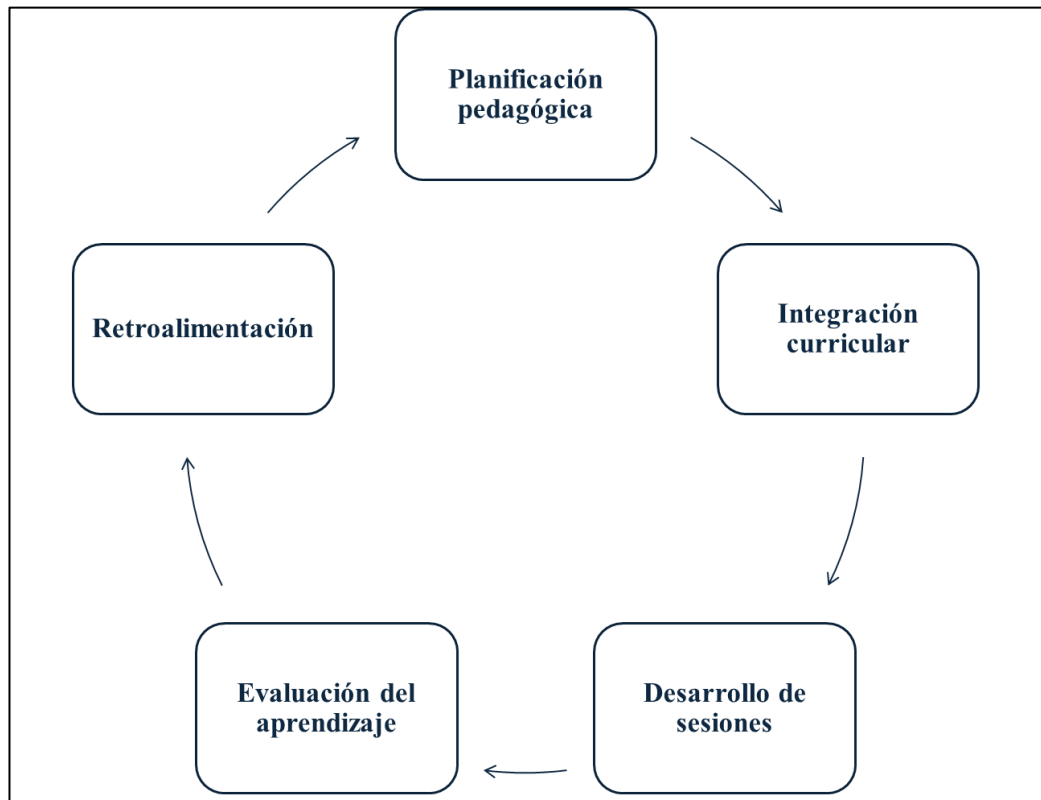 Planificación
pedagógica
Integración
curricular
Desarrollo de
sesiones
Evaluación del
aprendizaje
Retroalimentación